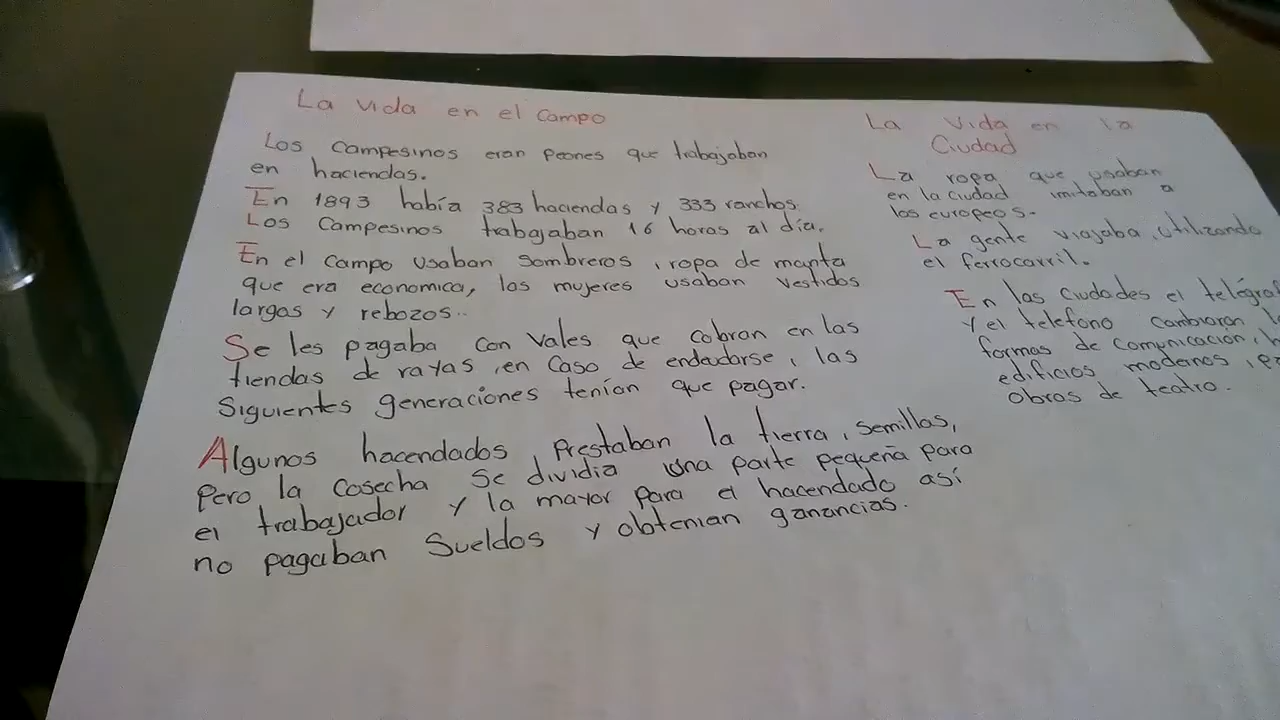 La vida en el campo
Los campesinos eran peones que trabajaban
en haciendas.
En 1893 había 383 haciendas y 333 ranchos.
Los campesinos trabajaban 16 horas al día.
En el campo usaban sombreros, ropa de manta
que era economica, las mujeres usaban vestidos
largas y rebozos..
Se les pagaba con vales que cobran en las
tiendas de rayas, en caso de endeudarse, las
siguientes generaciones tenían que pagar.
Algunos hacendados prestaban la tierra, semillas,
pero la cosecha se dividia una parte pequeña para
el trabajador y la mayor para el hacendado así
no pagaban sueldos y obtenian ganancias.
La vida en la
Ciudad
La ropa que usaban
en la ciudad imitaban a
los europeos.
La gente viajaba, utilizando
el ferrocarril.
En las ciudades el
y el telefono cambiaron
formas de comunicacion,
edificios modernos,
obras de teatro.